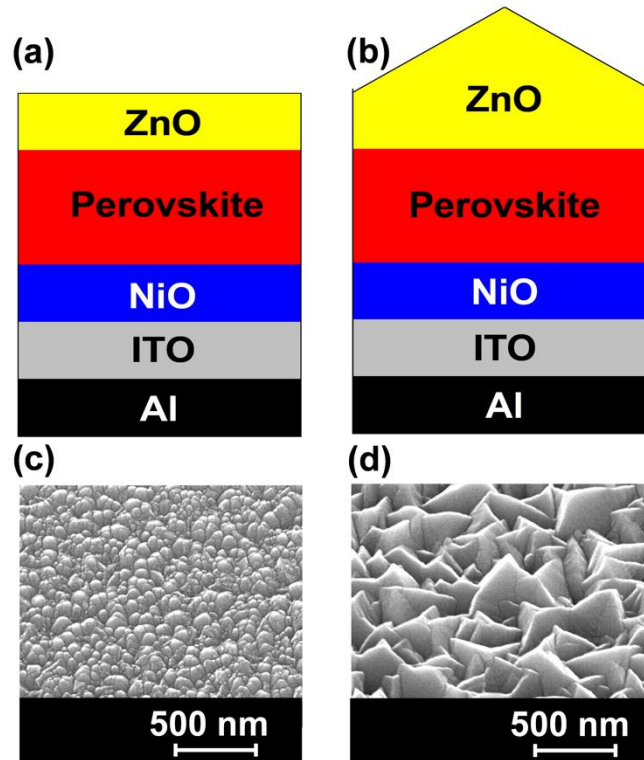 (a)
ZnO
Perovskite
NiO
ITO
Al
(b)
ZnO
Perovskite
NiO
ITO
Al
(c)
500 nm
(d)
500 nm